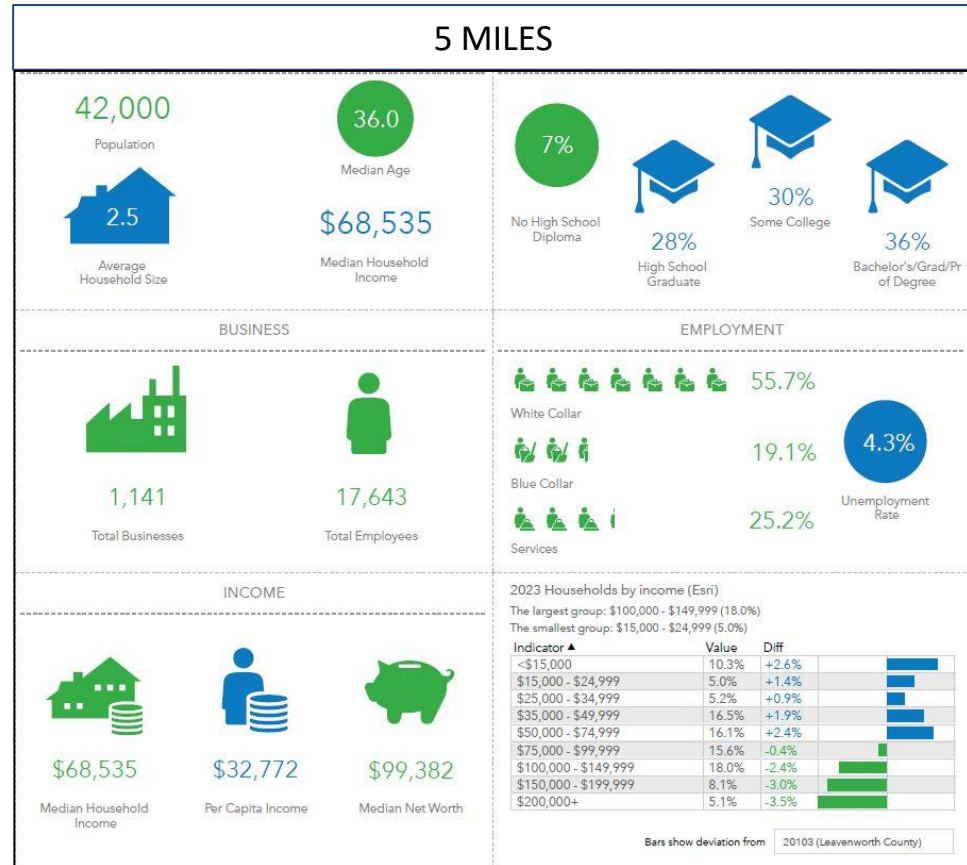 5 MILES
42,000
Population
36.0
Median Age
2.5
Average
Household Size
$68,535
Median Household
Income
7%
No High School
Diploma
28%
High School
Graduate
30%
Some College
36%
Bachelor's/Grad/Pr
of Degree
BUSINESS
1,141
Total Businesses
17,643
Total Employees
EMPLOYMENT
55.7%
White Collar
19.1%
Blue Collar
25.2%
Services
4.3%
Unemployment
Rate
INCOME
$68,535
Median Household
Income
$32,772
Per Capita Income
$99,382
Median Net Worth
2023 Households by income (Esri)
The largest group: $100,000 - $149,999 (18.0%)
The smallest group: $15,000 - $24,999 (5.0%)
Indicator ▲ Value Diff
<$15,000 10.3% +2.6%
$15,000 - $24,999 5.0% +1.4%
$25,000 - $34,999 5.2% +0.9%
$35,000 - $49,999 16.5% +1.9%
$50,000 - $74,999 16.1% +2.4%
$75,000 - $99,999 15.6% -0.4%
$100,000 - $149,999 18.0% -2.4%
$150,000 - $199,999 8.1% -3.0%
$200,000+ 5.1% -3.5%
Bars show deviation from 20103 (Leavenworth County)